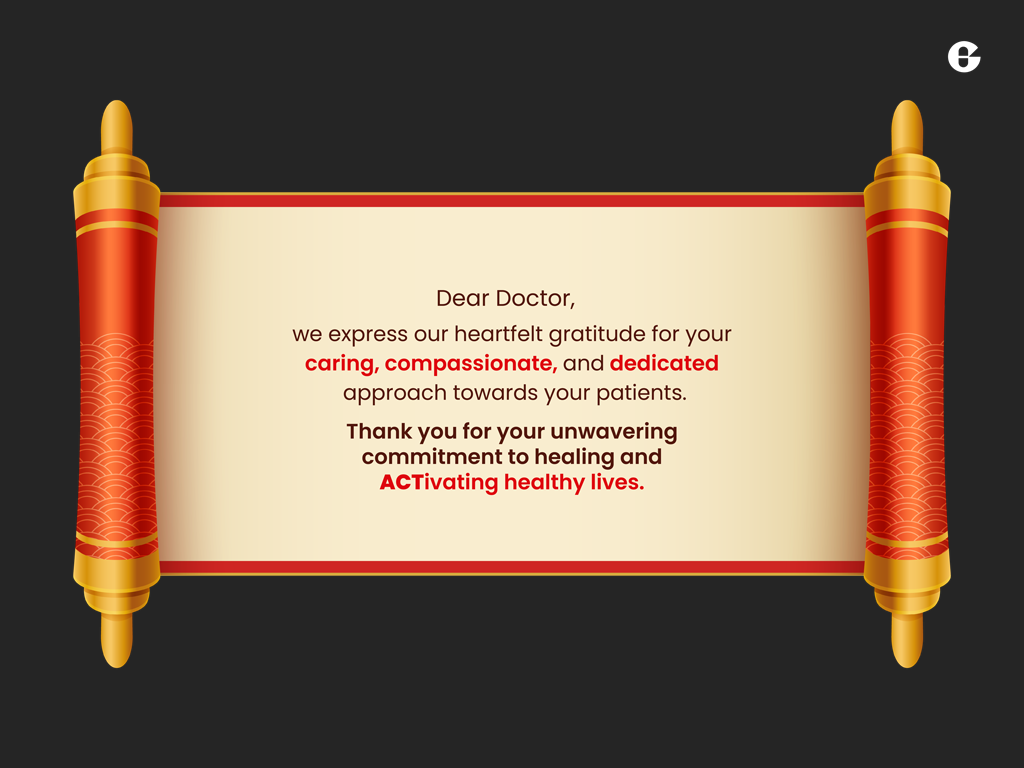 Dear Doctor,
we express our heartfelt gratitude for your
caring, compassionate, and dedicated
approach towards your patients.
Thank you for your unwavering
commitment to healing and
ACTivating healthy lives.